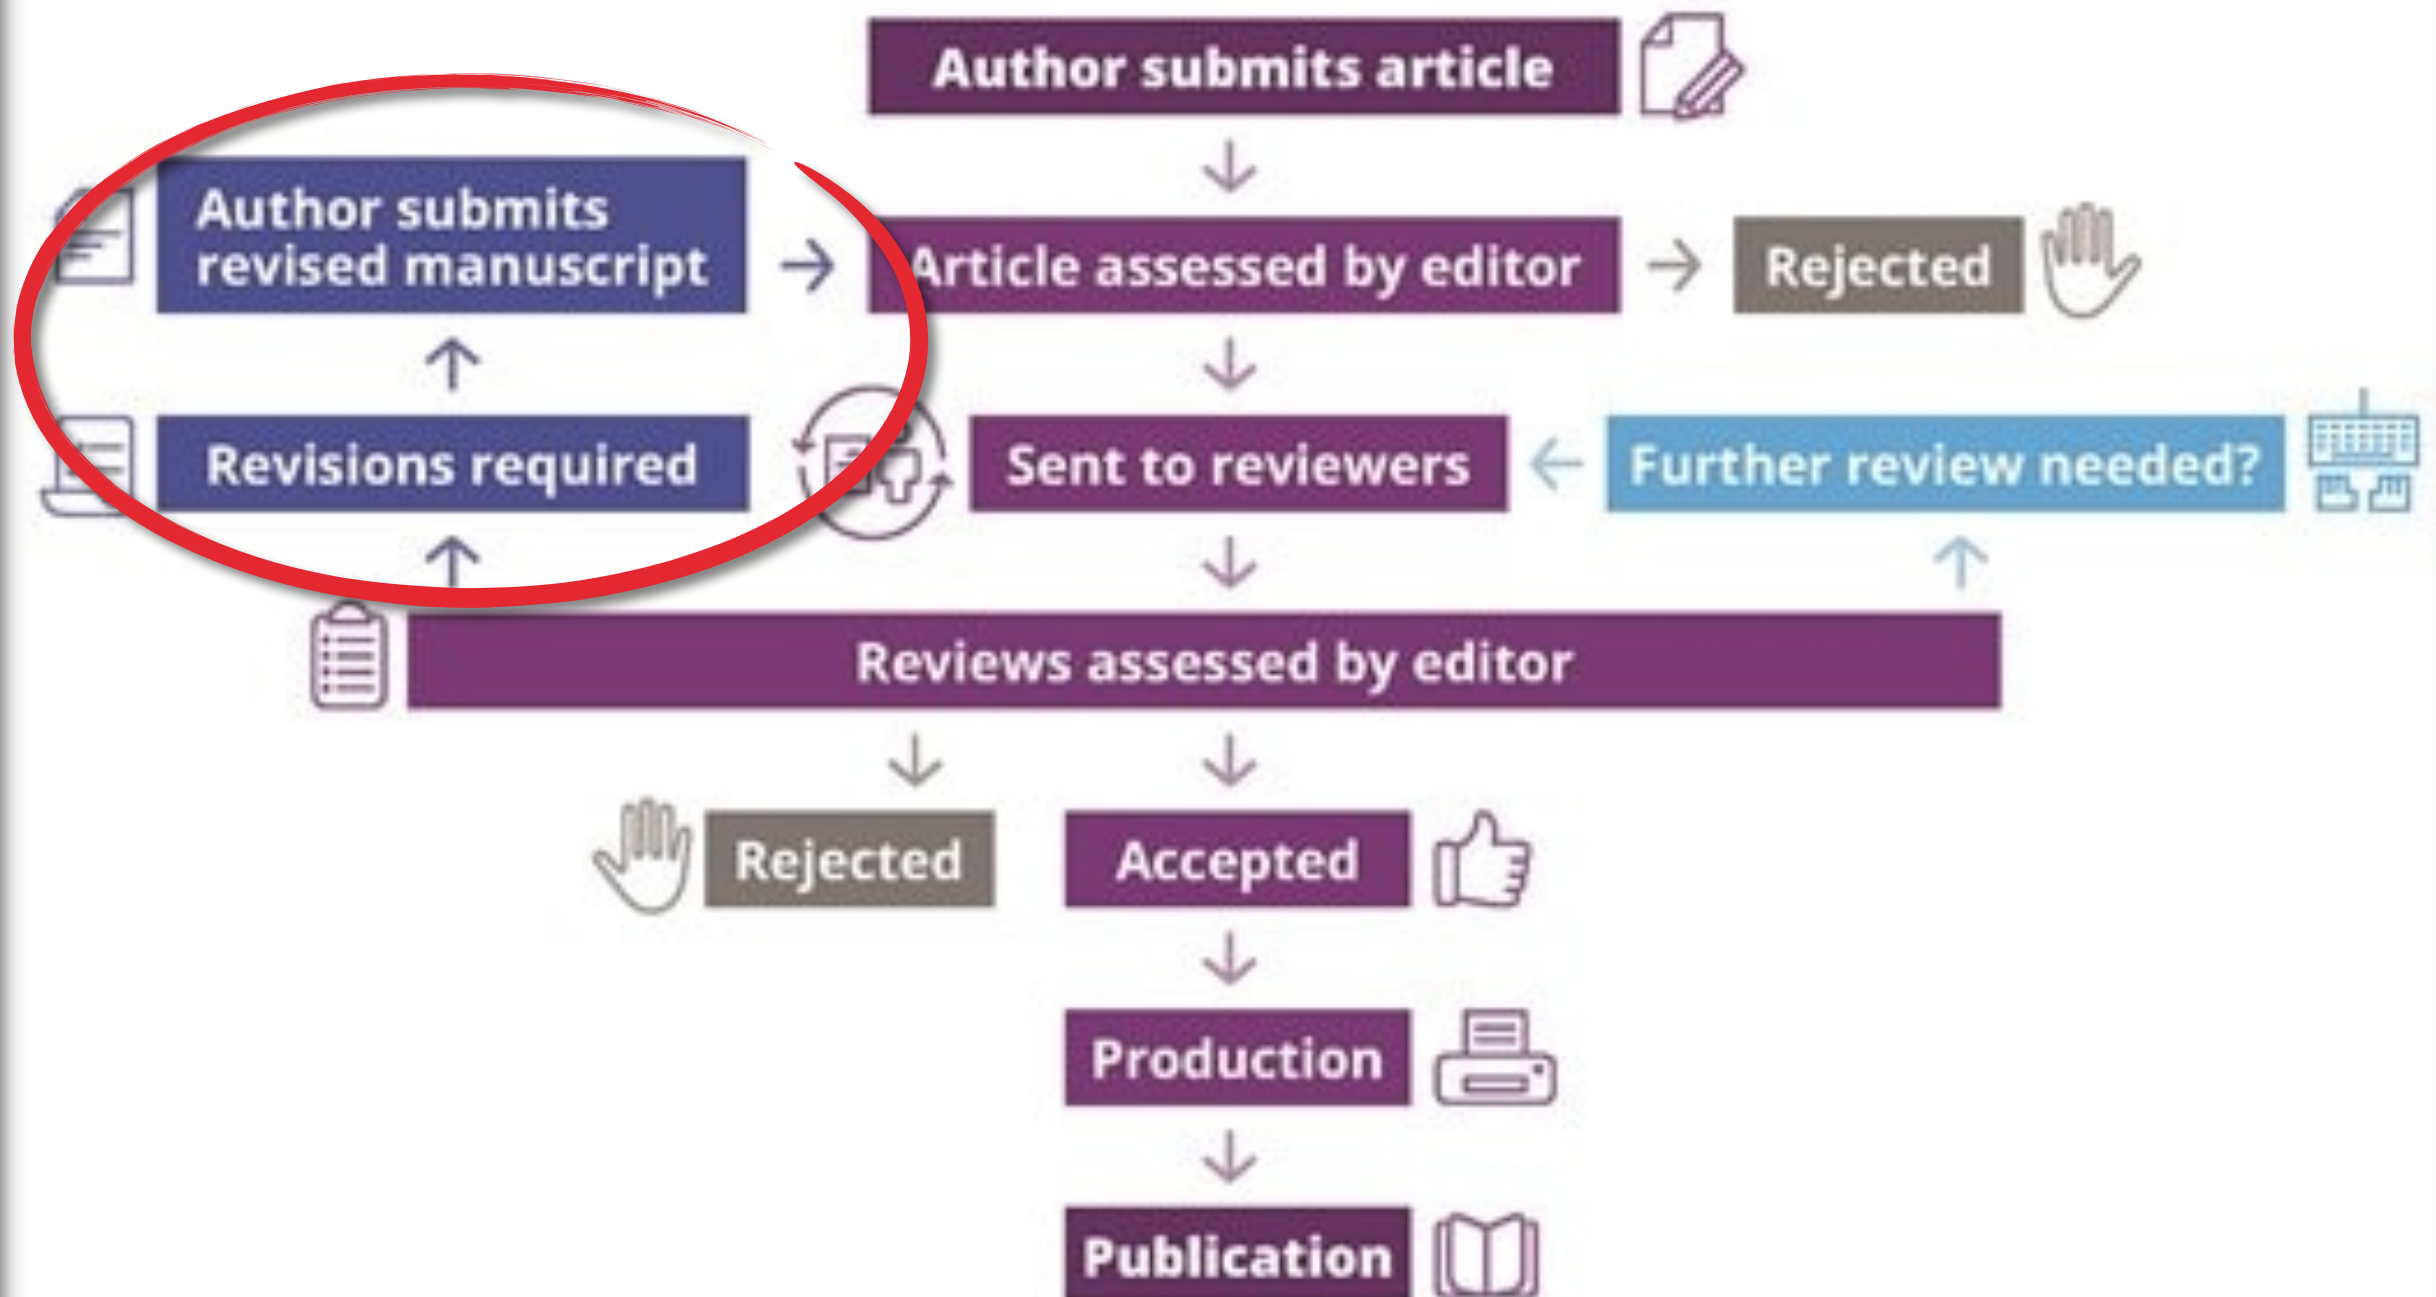 Author submits article
Author submits
revised manuscript
Article assessed by editor
Rejected
Revisions required
Sent to reviewers
Further review needed?
Reviews assessed by editor
Rejected
Accepted
Production
Publication